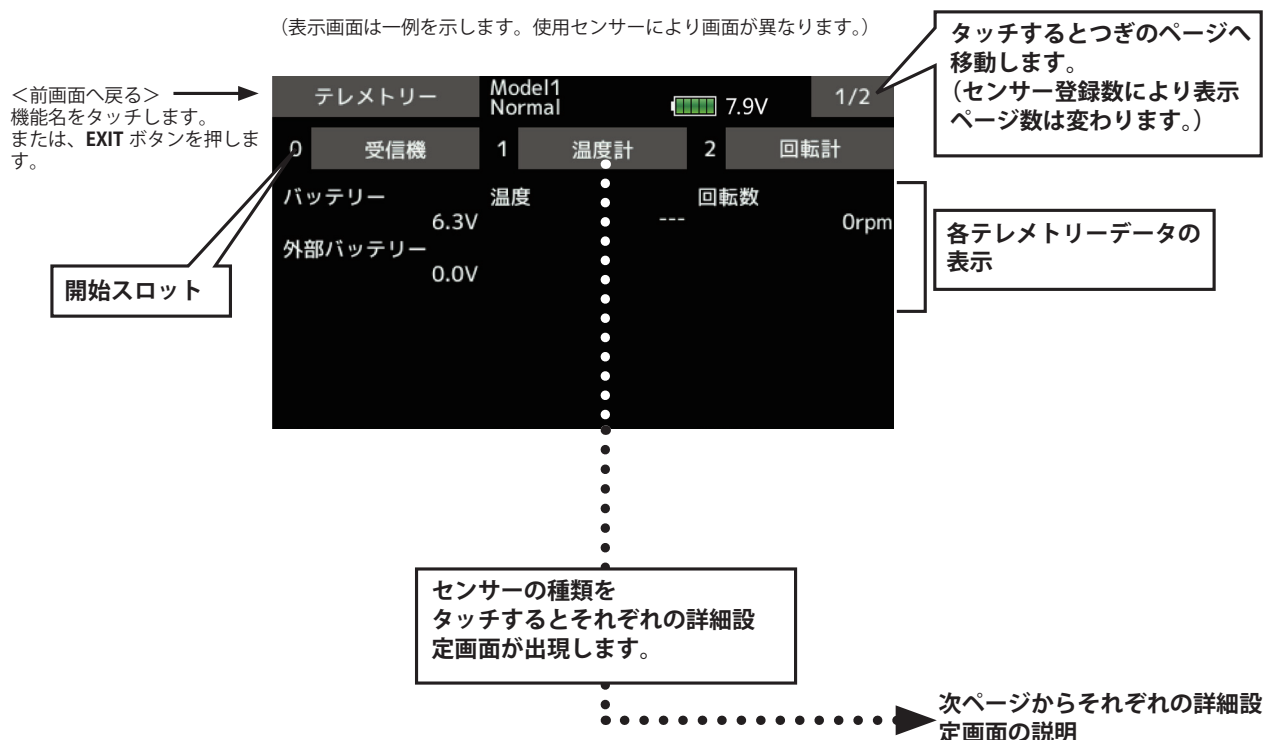 (表示画面は一例を示します。使用センサーにより画面が異なります。)
タッチするとつぎのページへ
移動します。
(センサー登録数により表示
ページ数は変わります。)
<前画面へ戻る>
機能名をタッチします。
または、EXIT ボタンを押しま
す。
テレメトリー
Model1
Normal
7.9V
1/2
0 受信機 1 温度計 2 回転計
バッテリー 温度 回転数
6.3V --- 0rpm
外部バッテリー
0.0V
開始スロット
各テレメトリーデータの
表示
センサーの種類を
タッチするとそれぞれの詳細設
定画面が出現します。
次ページからそれぞれの詳細設
定画面の説明